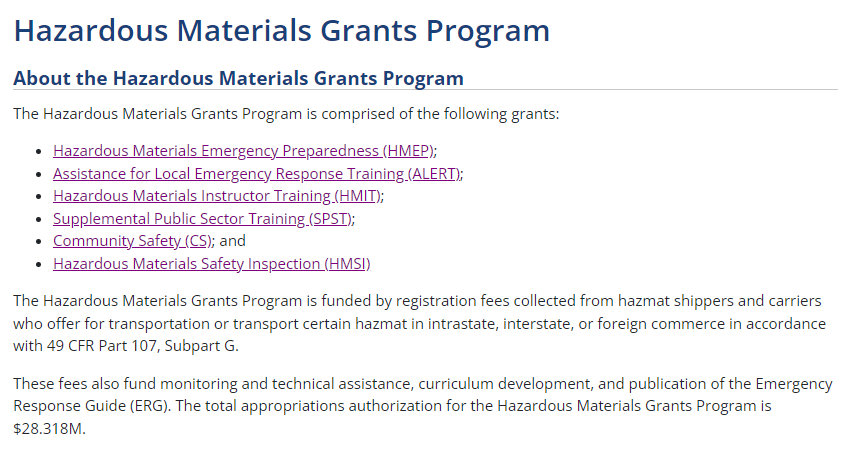 Hazardous Materials Grants Program
About the Hazardous Materials Grants Program
The Hazardous Materials Grants Program is comprised of the following grants:
• Hazardous Materials Emergency Preparedness (HMEP);
• Assistance for Local Emergency Response Training (ALERT);
• Hazardous Materials Instructor Training (HMIT);
• Supplemental Public Sector Training (SPST);
• Community Safety (CS); and
• Hazardous Materials Safety Inspection (HMSI)
The Hazardous Materials Grants Program is funded by registration fees collected from hazmat shippers and carriers
who offer for transportation or transport certain hazmat in intrastate, interstate, or foreign commerce in accordance
with 49 CFR Part 107, Subpart G.
These fees also fund monitoring and technical assistance, curriculum development, and publication of the Emergency
Response Guide (ERG). The total appropriations authorization for the Hazardous Materials Grants Program is
$28.318M.